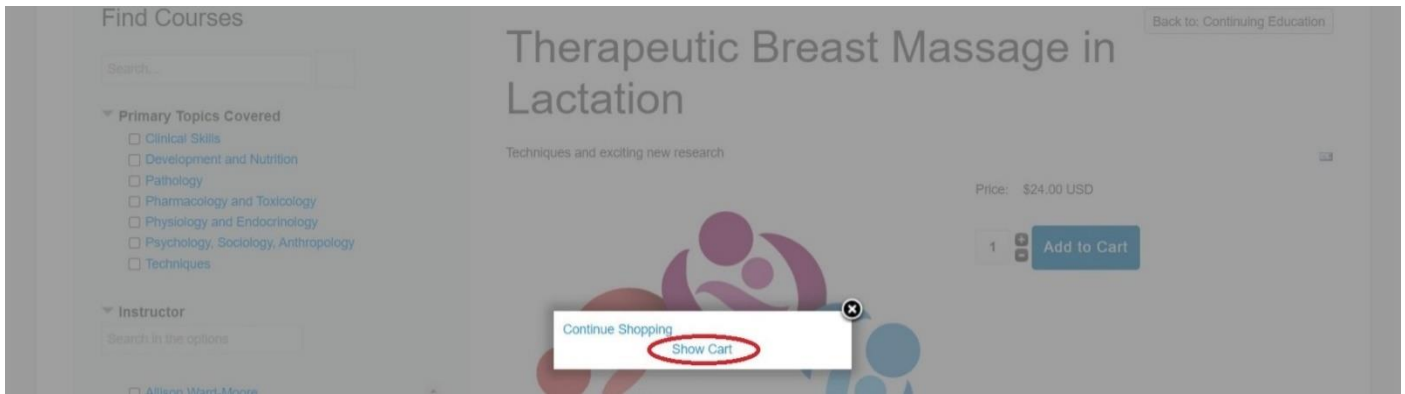 Find Courses
Search...
Primary Topics Covered
Clinical Skills
Development and Nutrition
Pathology
Pharmacology and Toxicology
Physiology and Endocrinology
Psychology, Sociology, Anthropology
Techniques
Instructor
Search in the options
Allison Ward-Moore
Back to: Continuing Education
Therapeutic Breast Massage in
Lactation
Techniques and exciting new research
Price: $24.00 USD
1
Add to Cart
Continue Shopping
Show Cart